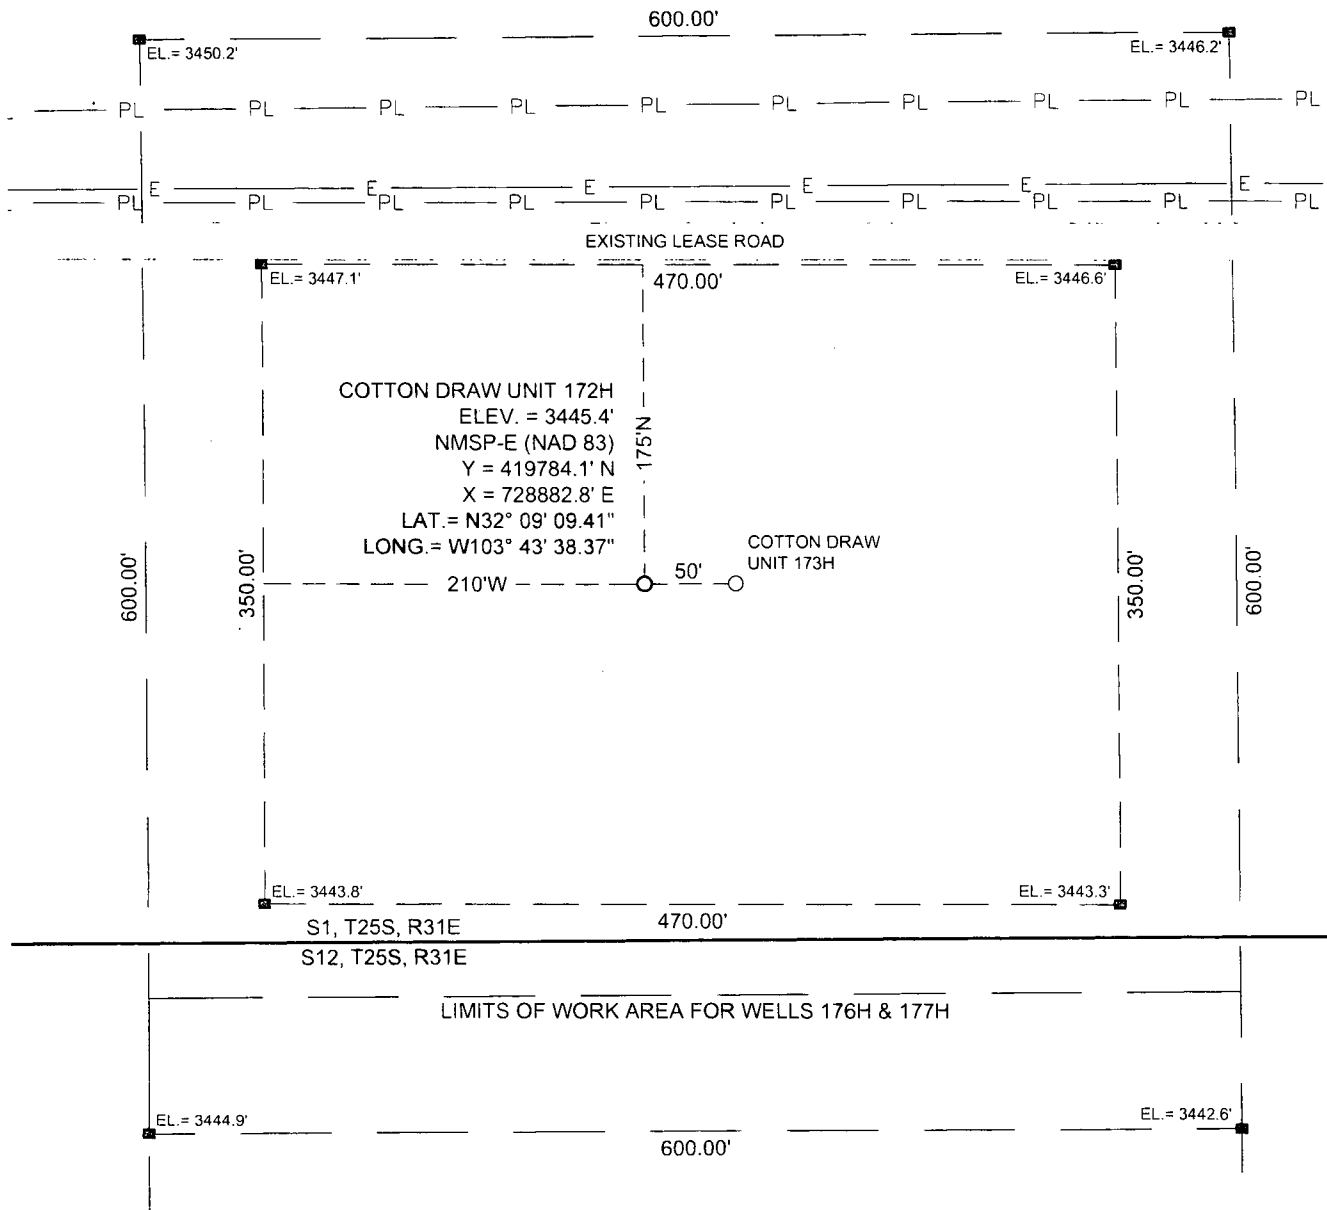 600.00'
EL.= 3450.2'
EL.= 3446.2'
PL PL PL PL PL PL PL PL PL PL
E E E E E E
PL PL PL PL PL PL PL PL PL PL
EXISTING LEASE ROAD
EL.= 3447.1'
470.00'
EL.= 3446.6'
COTTON DRAW UNIT 172H
ELEV. = 3445.4'
NMSP-E (NAD 83)
Y = 419784.1' N
X = 728882.8' E
LAT.= N32° 09' 09.41"
LONG.= W103° 43' 38.37"
175'N
COTTON DRAW
UNIT 173H
600.00'
350.00'
210'W
50'
350.00'
600.00'
EL.= 3443.8'
EL.= 3443.3'
470.00'
S1, T25S, R31E
S12, T25S, R31E
LIMITS OF WORK AREA FOR WELLS 176H & 177H
EL.= 3444.9'
EL.= 3442.6'
600.00'